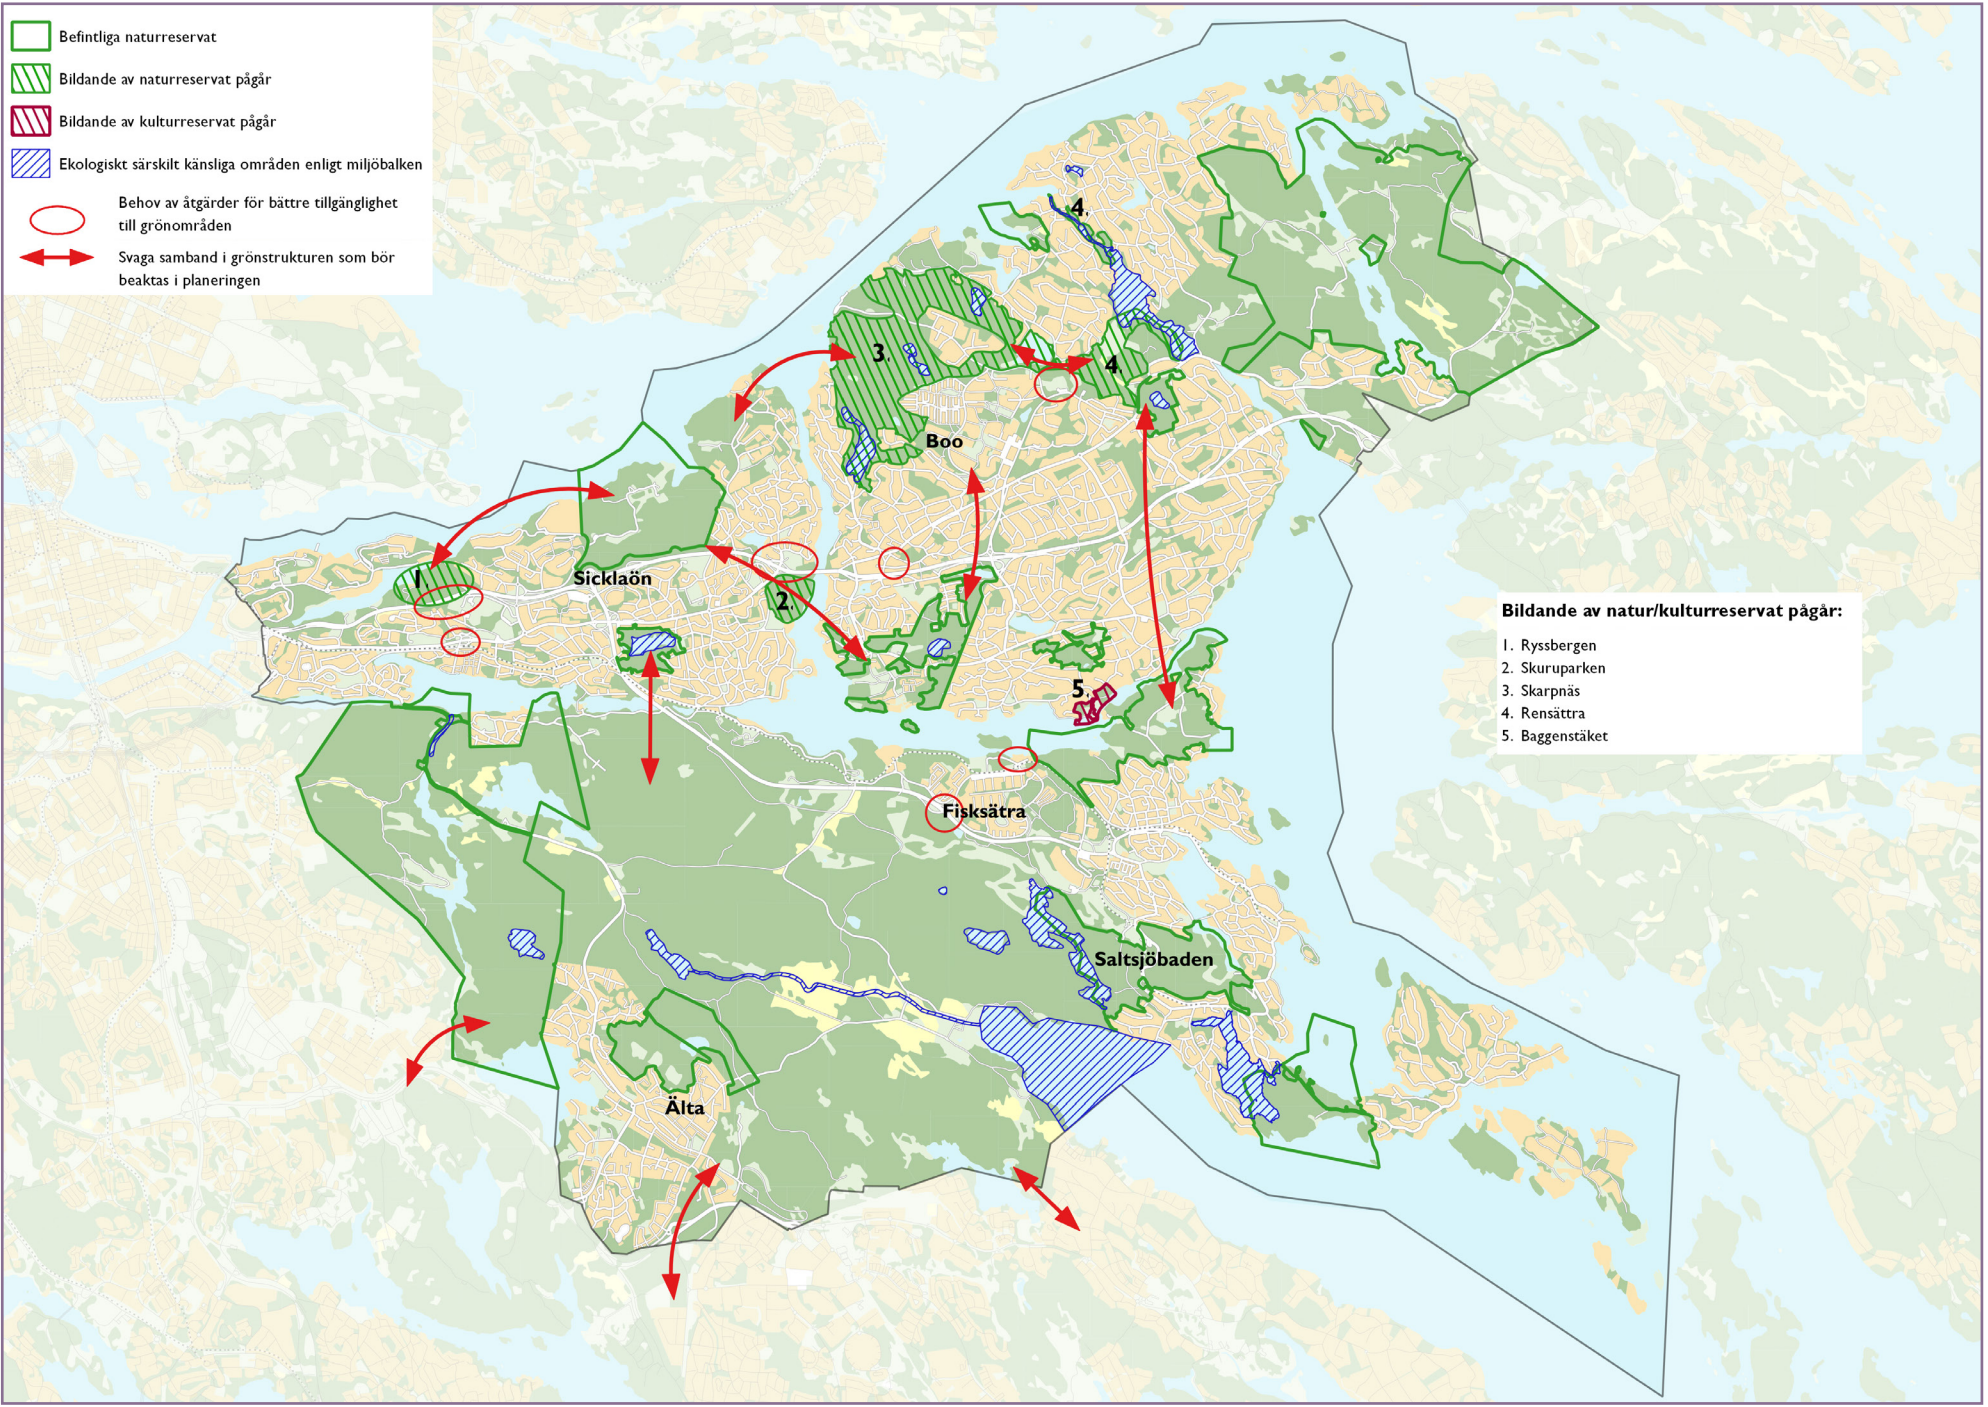 Befintliga naturreservat
Bildande av naturreservat pågår
Bildande av kulturreservat pågår
Ekologiskt särskilt känsliga områden enligt miljöbalken
Behov av åtgärder för bättre tillgänglighet
till grönområden
Svaga samband i grönstrukturen som bör
beaktas i planeringen
4.
3.
4.
Boo
1.
Sicklaön
2.
5.
Bildande av natur/kulturreservat pågår:
1. Ryssbergen
2. Skuruparken
3. Skarpnäs
4. Rensättra
5. Baggenstäket
Fisksätra
Saltsjöbaden
Älta